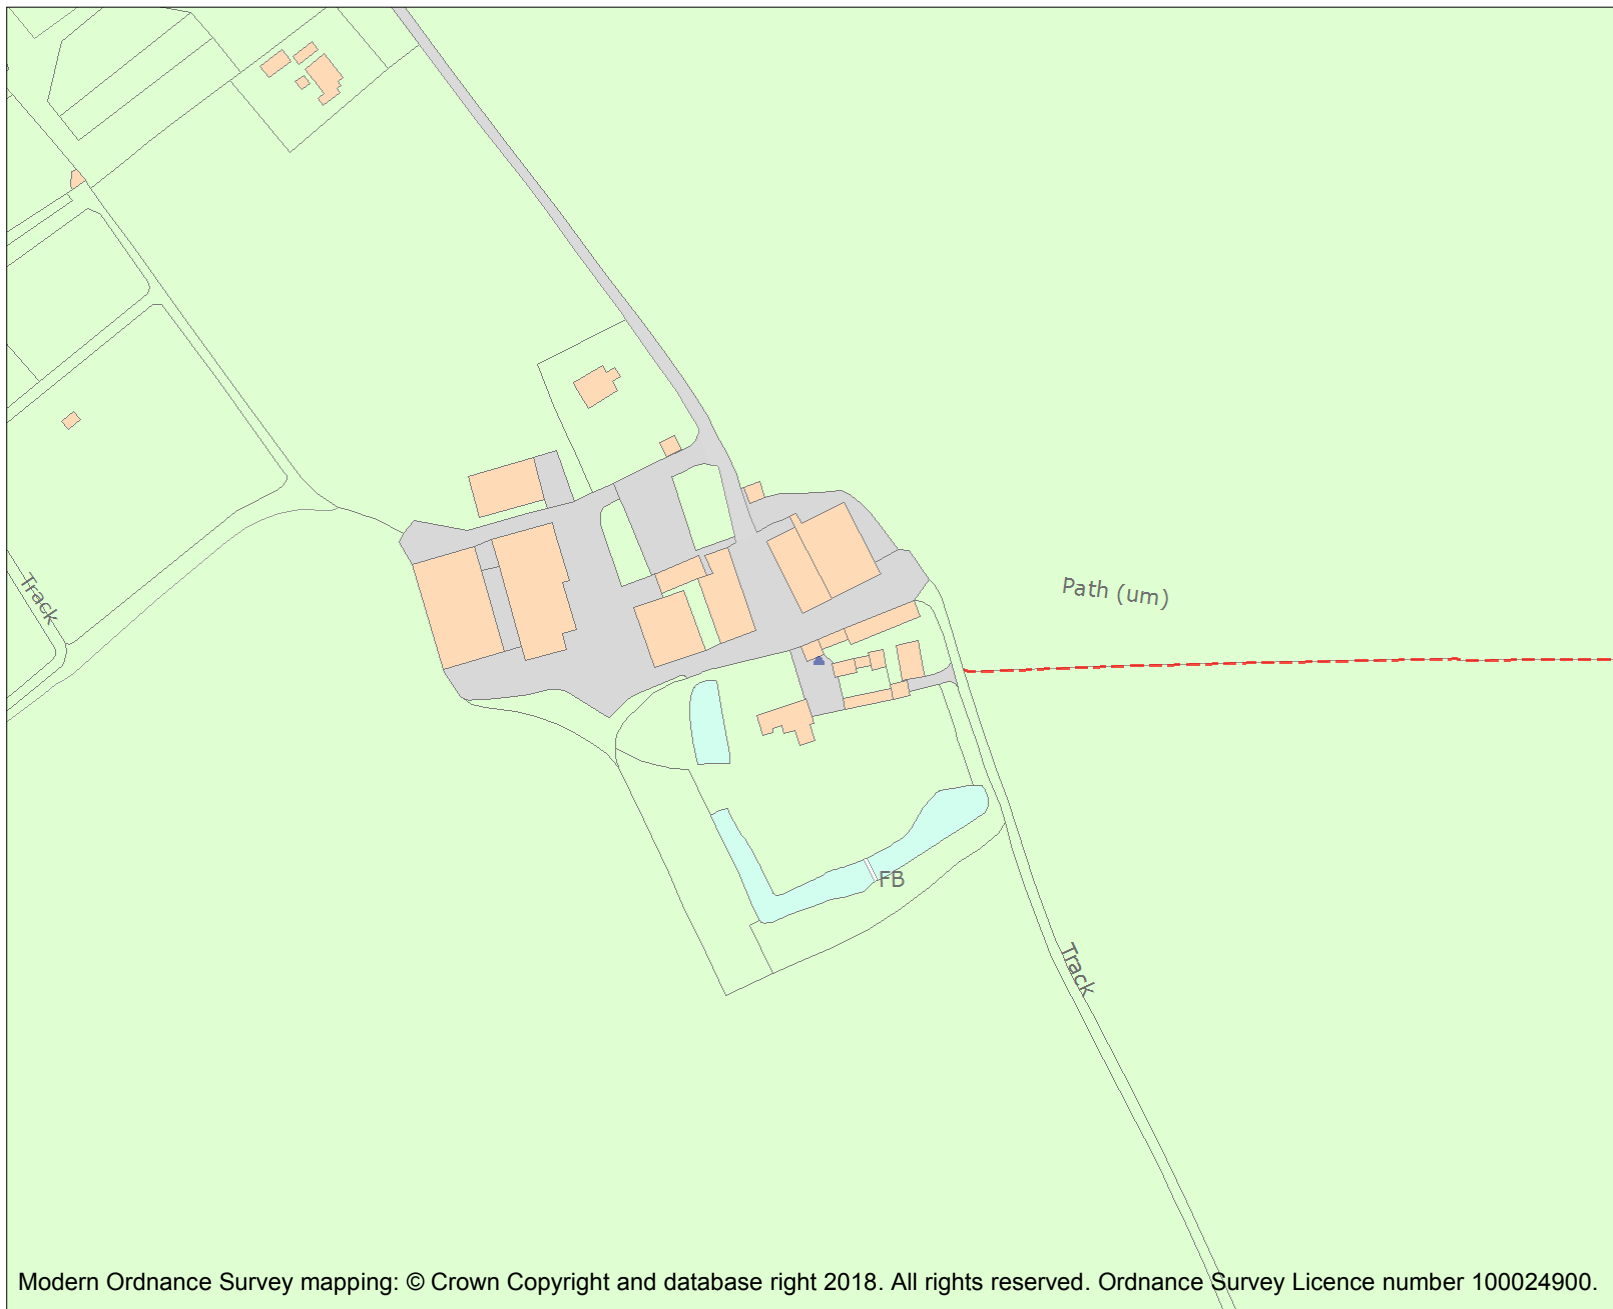 Track
Path (um)
FB
Track
Modern Ordnance Survey mapping: © Crown Copyright and database right 2018. All rights reserved. Ordnance Survey Licence number 100024900.